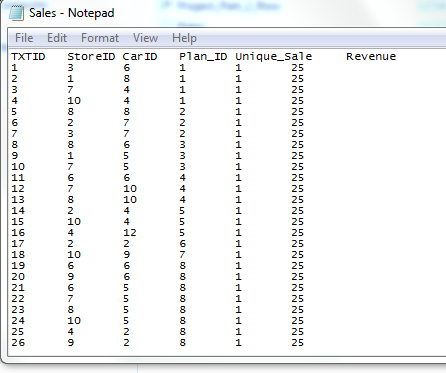 Sales - Notepad
File Edit Format View Help
TXTID StoreID CarID Plan_ID Unique_Sale Revenue
1 3 6 1 1 25
2 1 8 1 1 25
3 7 4 1 1 25
4 10 4 1 1 25
5 8 8 2 1 25
6 2 7 2 1 25
7 3 7 2 1 25
8 8 6 3 1 25
9 1 5 3 1 25
10 7 5 3 1 25
11 6 6 4 1 25
12 7 10 4 1 25
13 8 10 4 1 25
14 2 4 5 1 25
15 10 4 5 1 25
16 4 12 5 1 25
17 2 2 6 1 25
18 10 9 7 1 25
19 6 6 8 1 25
20 9 6 8 1 25
21 6 5 8 1 25
22 7 5 8 1 25
23 8 5 8 1 25
24 10 5 8 1 25
25 4 2 8 1 25
26 9 2 8 1 25